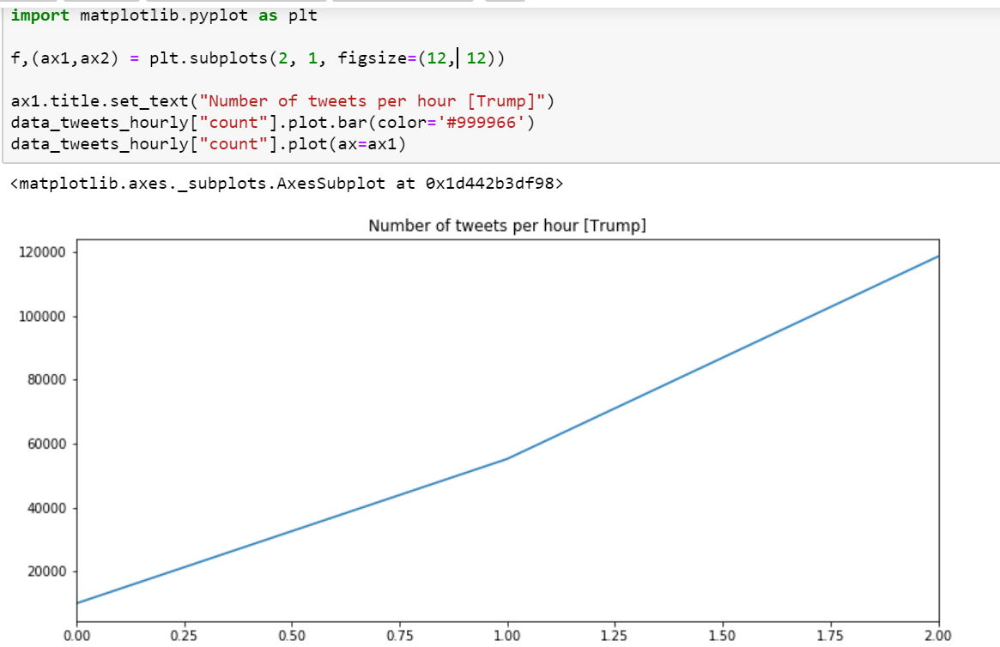 import matplotlib.pyplot as plt
f,(ax1,ax2) = plt.subplots(2, 1, figsize=(12, 12))
ax1.title.set_text("Number of tweets per hour [Trump]")
data_tweets_hourly["count"].plot.bar(color='#999966')
data_tweets_hourly["count"].plot(ax=ax1)
<matplotlib.axes._subplots.AxesSubplot at 0x1d442b3df98>
Number of tweets per hour [Trump]
120000
100000
80000
60000
40000
20000
0.00 0.25 0.50 0.75 1.00 1.25 1.50 1.75 2.00